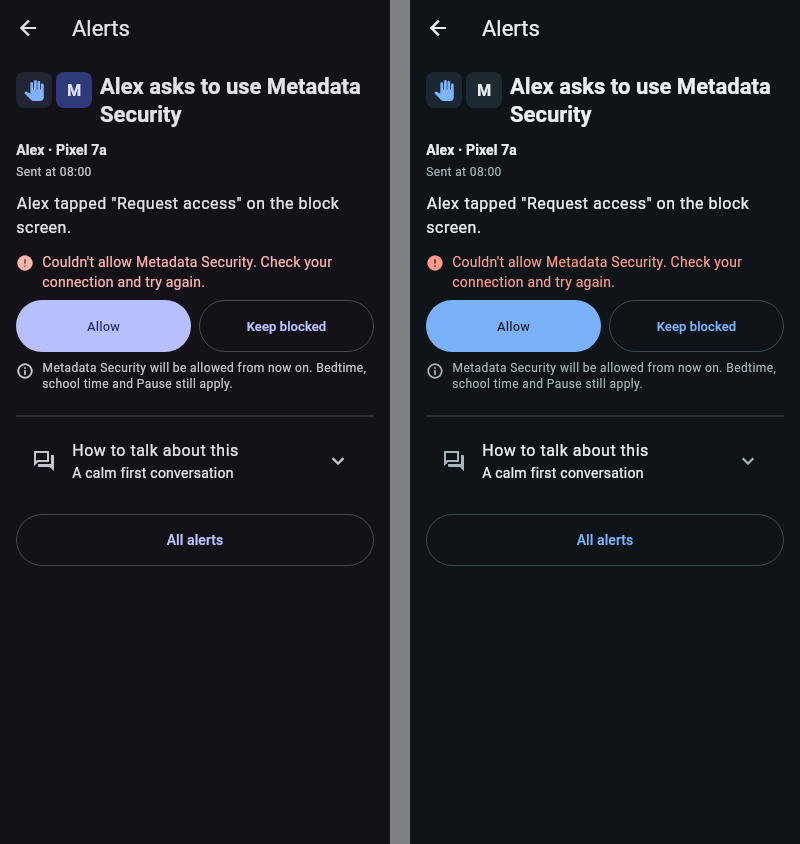 Alerts
M
Alex asks to use Metadata
Security
Alex · Pixel 7a
Sent at 08:00
Alex tapped "Request access" on the block
screen.
Couldn't allow Metadata Security. Check your
connection and try again.
Allow
Keep blocked
Metadata Security will be allowed from now on. Bedtime,
school time and Pause still apply.
How to talk about this
A calm first conversation
All alerts
Alerts
M
Alex asks to use Metadata
Security
Alex · Pixel 7a
Sent at 08:00
Alex tapped "Request access" on the block
screen.
Couldn't allow Metadata Security. Check your
connection and try again.
Allow
Keep blocked
Metadata Security will be allowed from now on. Bedtime,
school time and Pause still apply.
How to talk about this
A calm first conversation
All alerts